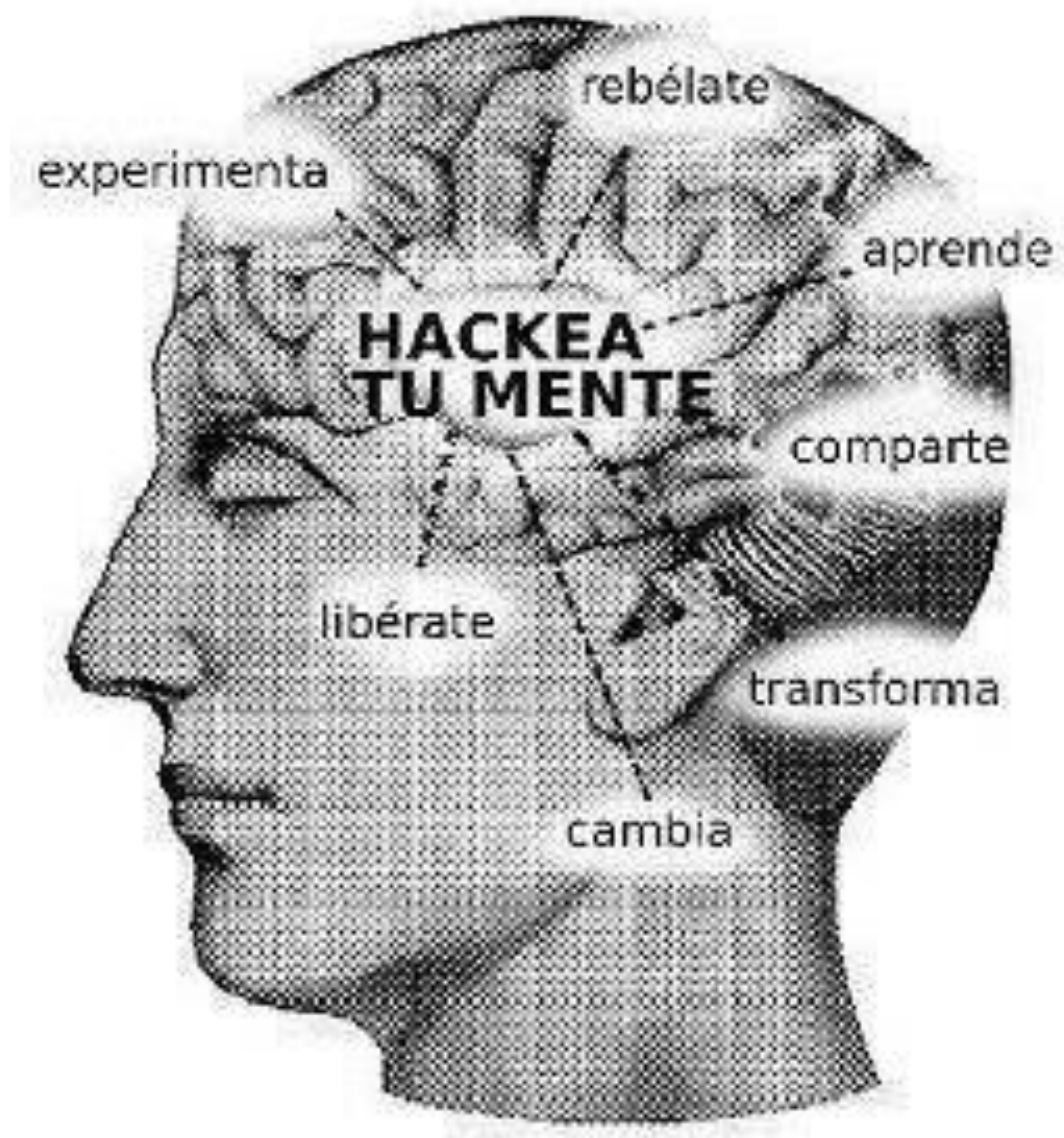 rebélate
experimenta
aprende
HACKEA
TU MENTE
comparte
libérate
transforma
cambia